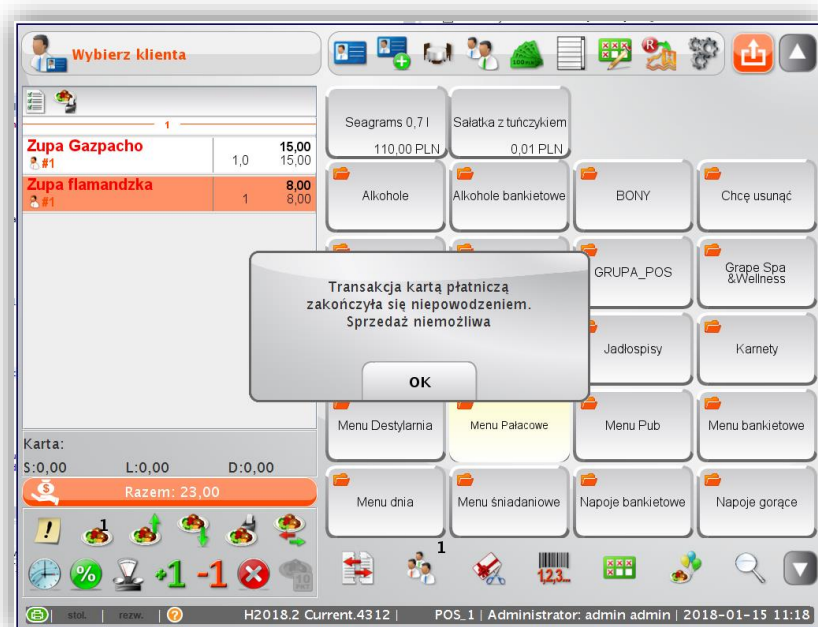 Wybierz klienta
1
Zupa Gazpacho 15,00
#1 1,0 15,00
Zupa flamandzka 8,00
#1 1 8,00
Karta:
S:0,00 L:0,00 D:0,00
Razem: 23,00
1
+1 -1
10
PKT
Seagrams 0,7 l
110,00 PLN
Sałatka z tuńczykiem
0,01 PLN
Alkohole
Alkohole bankietowe
BONY
Chcę usunąć
GRUPA_POS
Grape Spa
&Wellness
Transakcja kartą płatniczą
zakończyła się niepowodzeniem.
Sprzedaż niemożliwa
OK
Jadłospisy
Karnety
Menu Destylarnia
Menu Pałacowe
Menu Pub
Menu bankietowe
Menu dnia
Menu śniadaniowe
Napoje bankietowe
Napoje gorące
1
1,2,3...
stol. rezw. H2018.2 Current.4312 | POS_1 | Administrator: admin admin | 2018-01-15 11:18